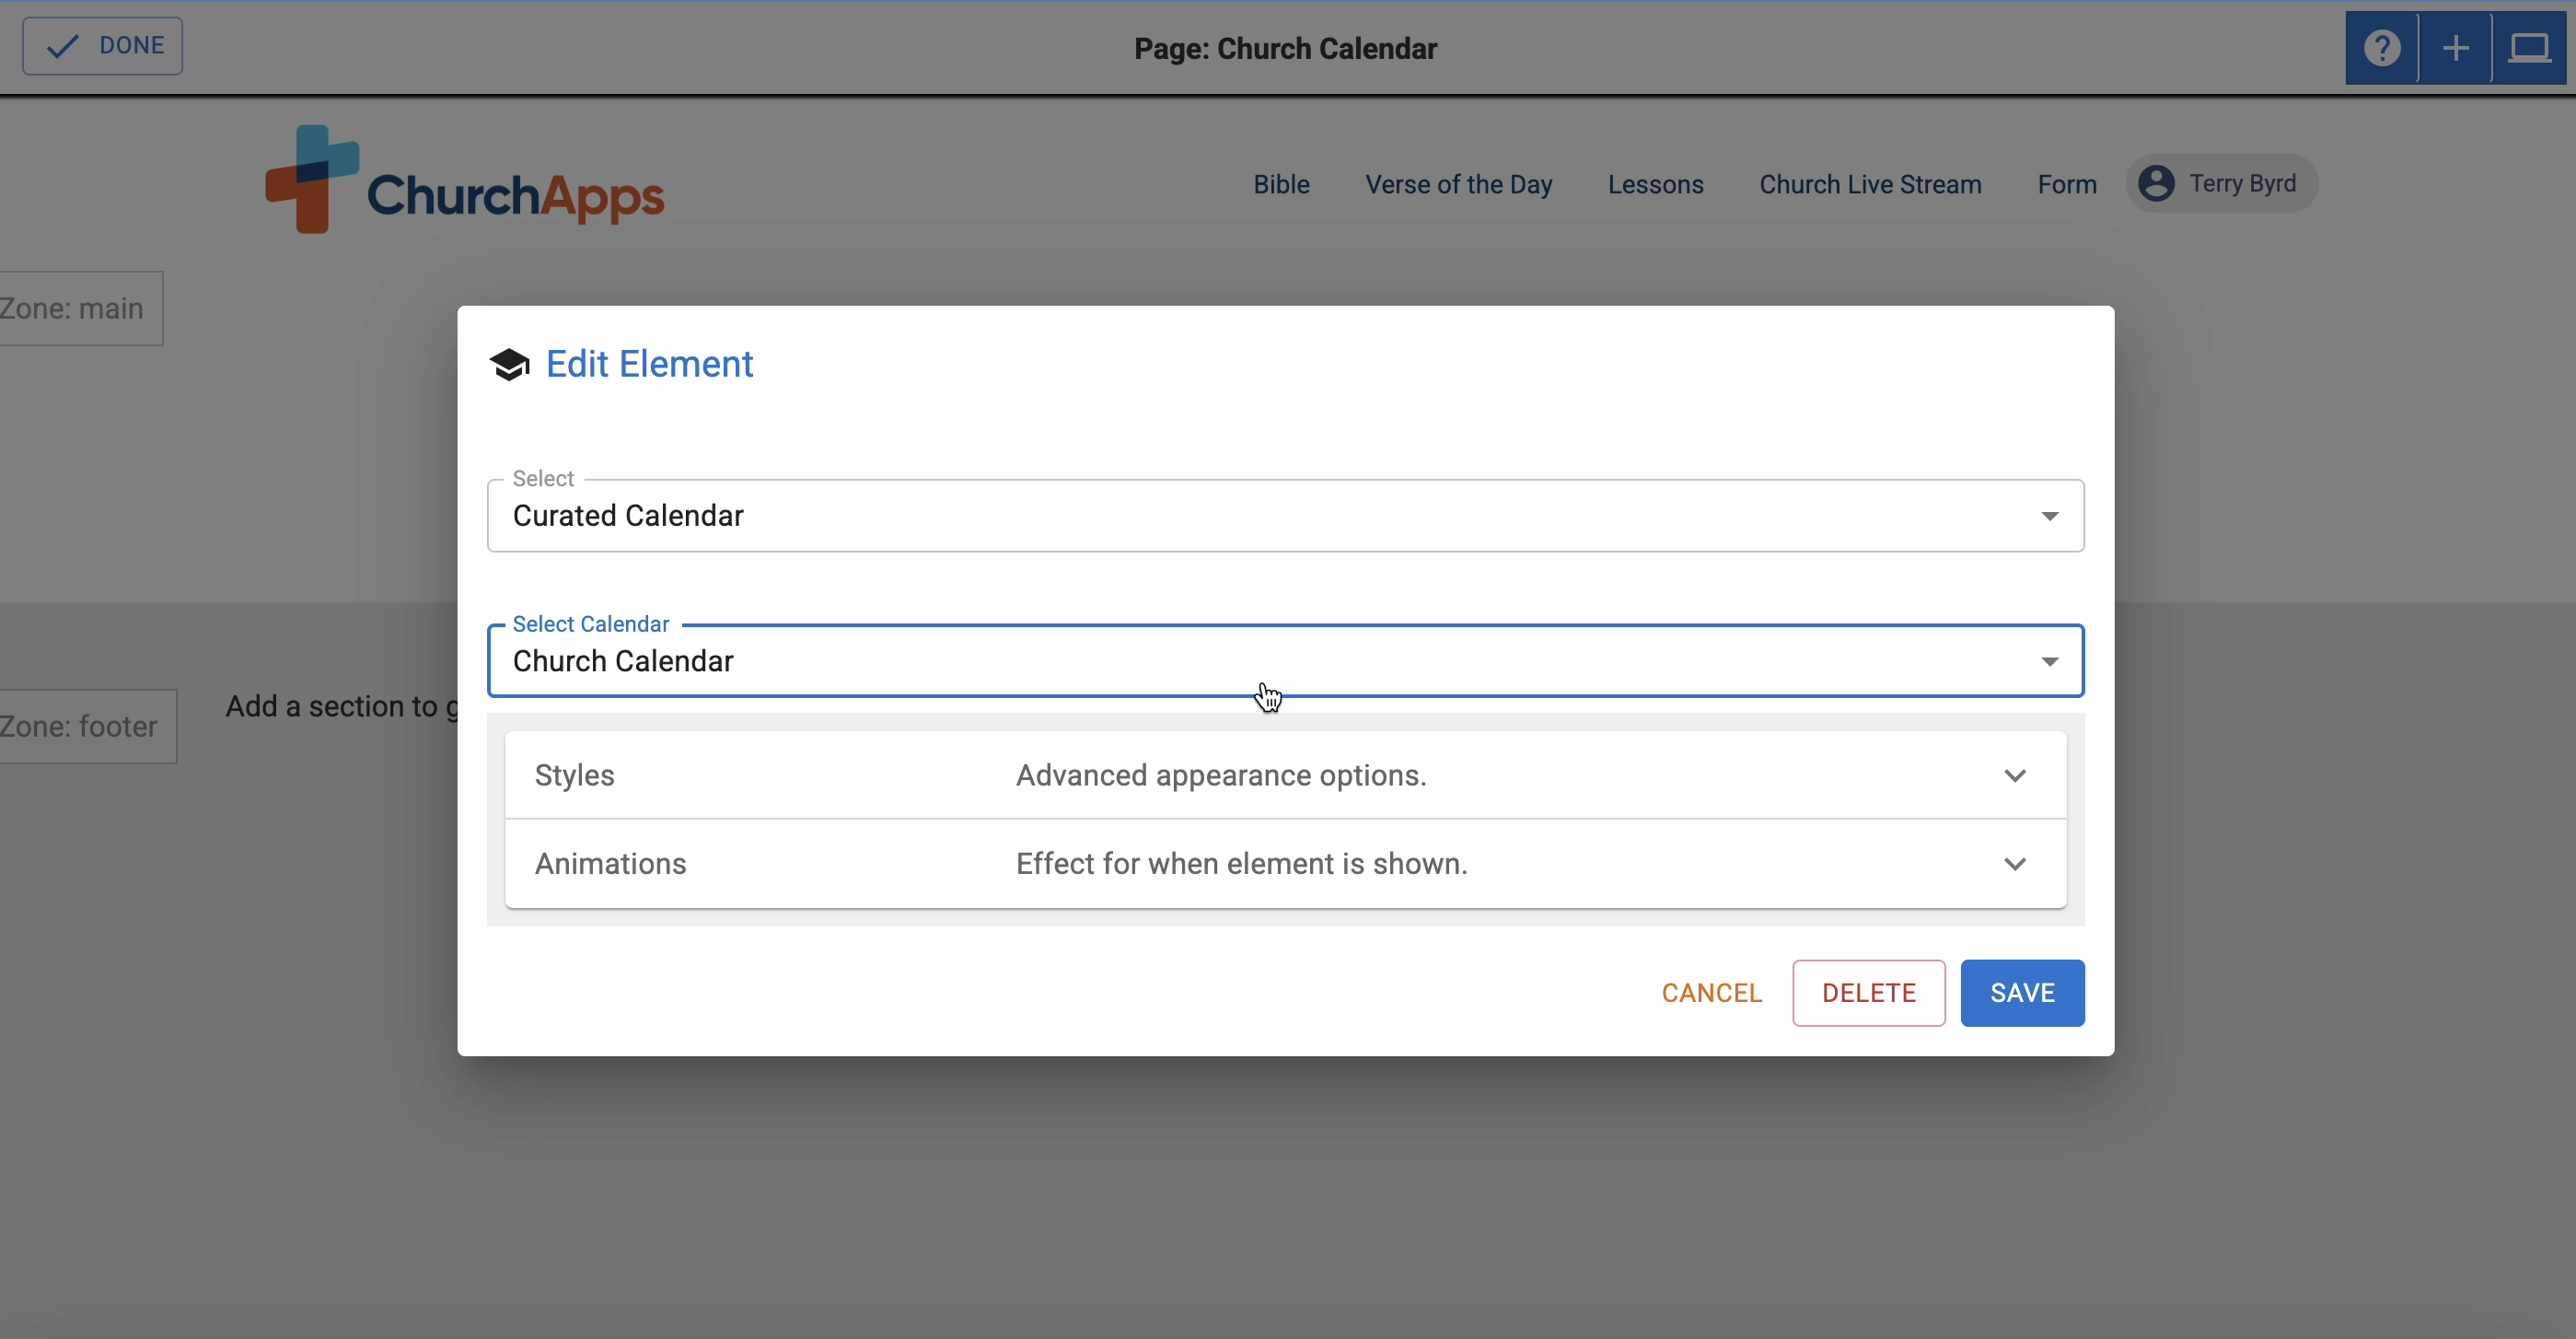 DONE
Page: Church Calendar
?
ChurchApps
Bible Verse of the Day Lessons Church Live Stream Form Terry Byrd
Zone: main
Edit Element
Select
Curated Calendar
Select Calendar
Church Calendar
Add a section to g
Zone: footer
Styles Advanced appearance options.
Animations Effect for when element is shown.
CANCEL DELETE SAVE